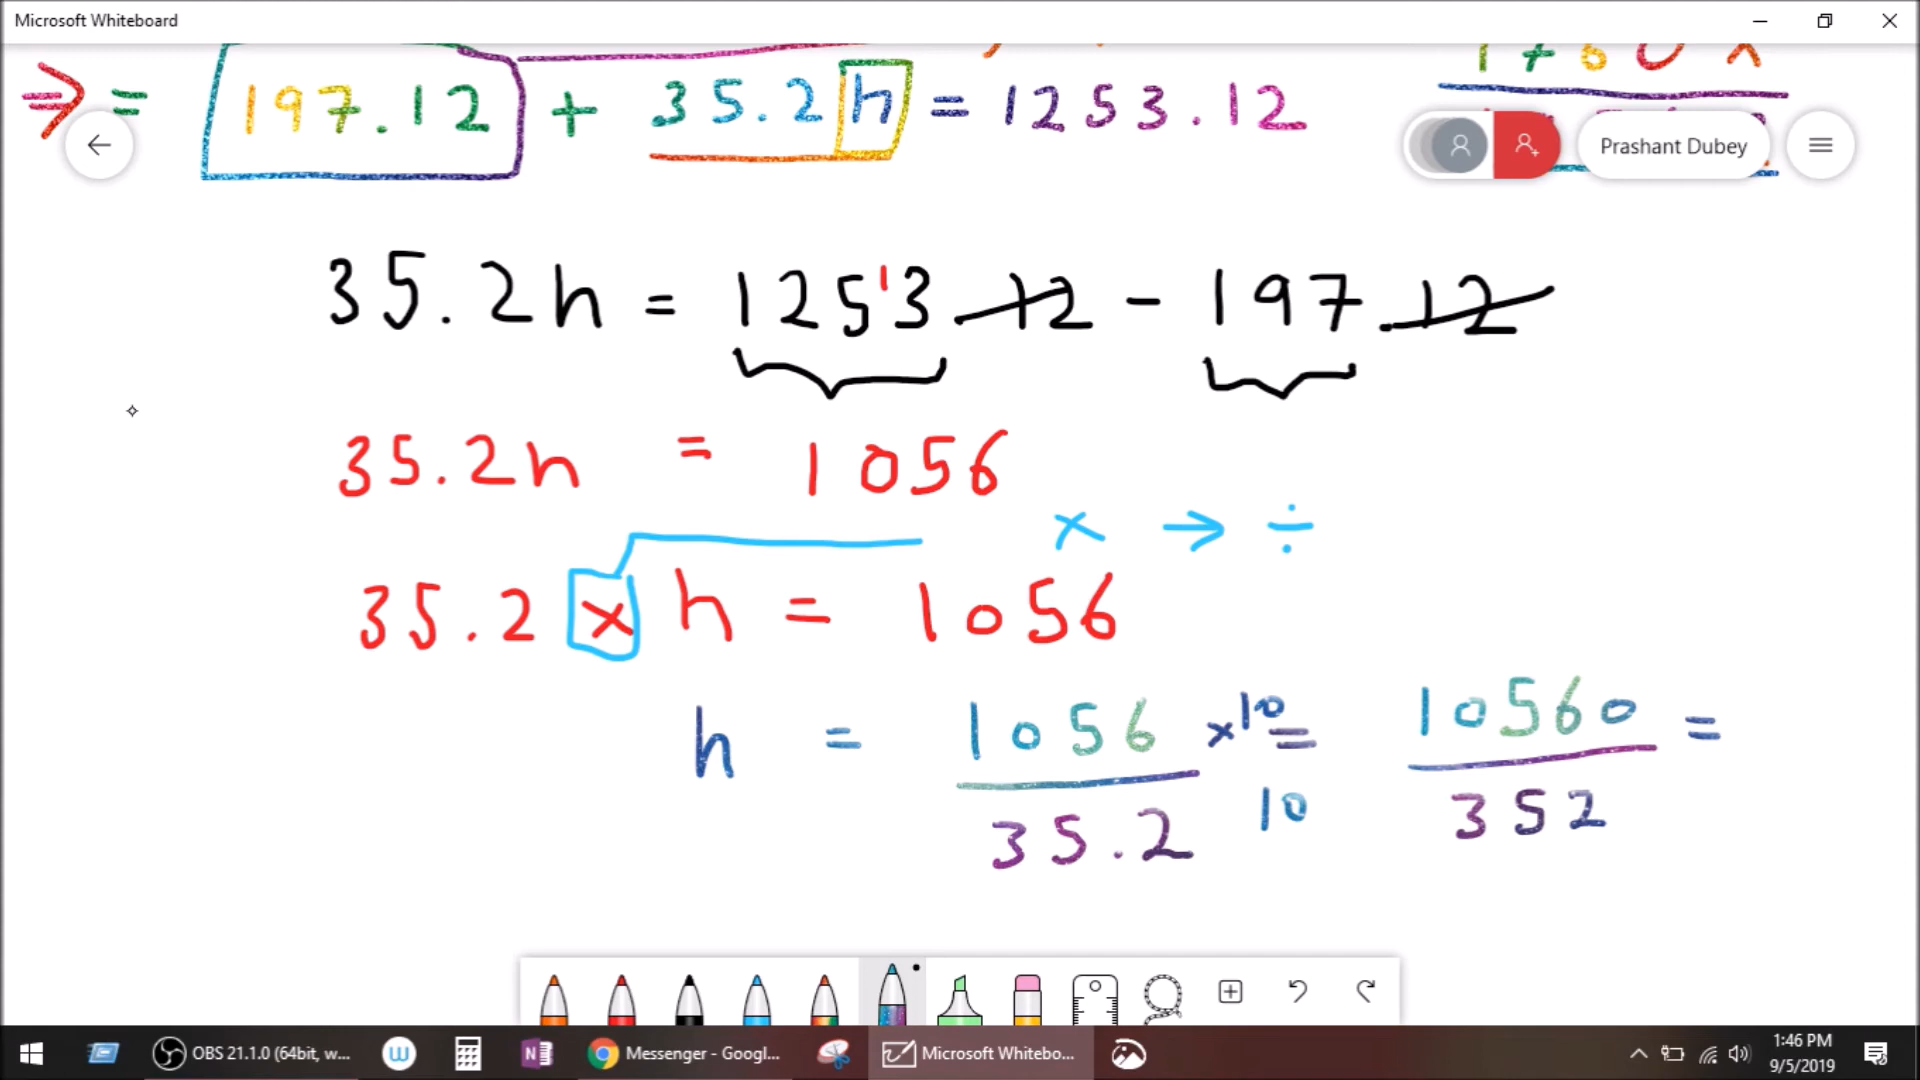 Microsoft Whiteboard
⇒ = 197.12 + 35.2h = 1253.12
Prashant Dubey
35.2h = 125¹3.12 - 197.12
35.2h = 1056
x → ÷
35.2 x h = 1056
h = 1056/35.2 x 10/10 = 10560/352 =
OBS 21.1.0 (64bit, w...
Messenger - Googl...
Microsoft Whitebo...
1:46 PM
9/5/2019